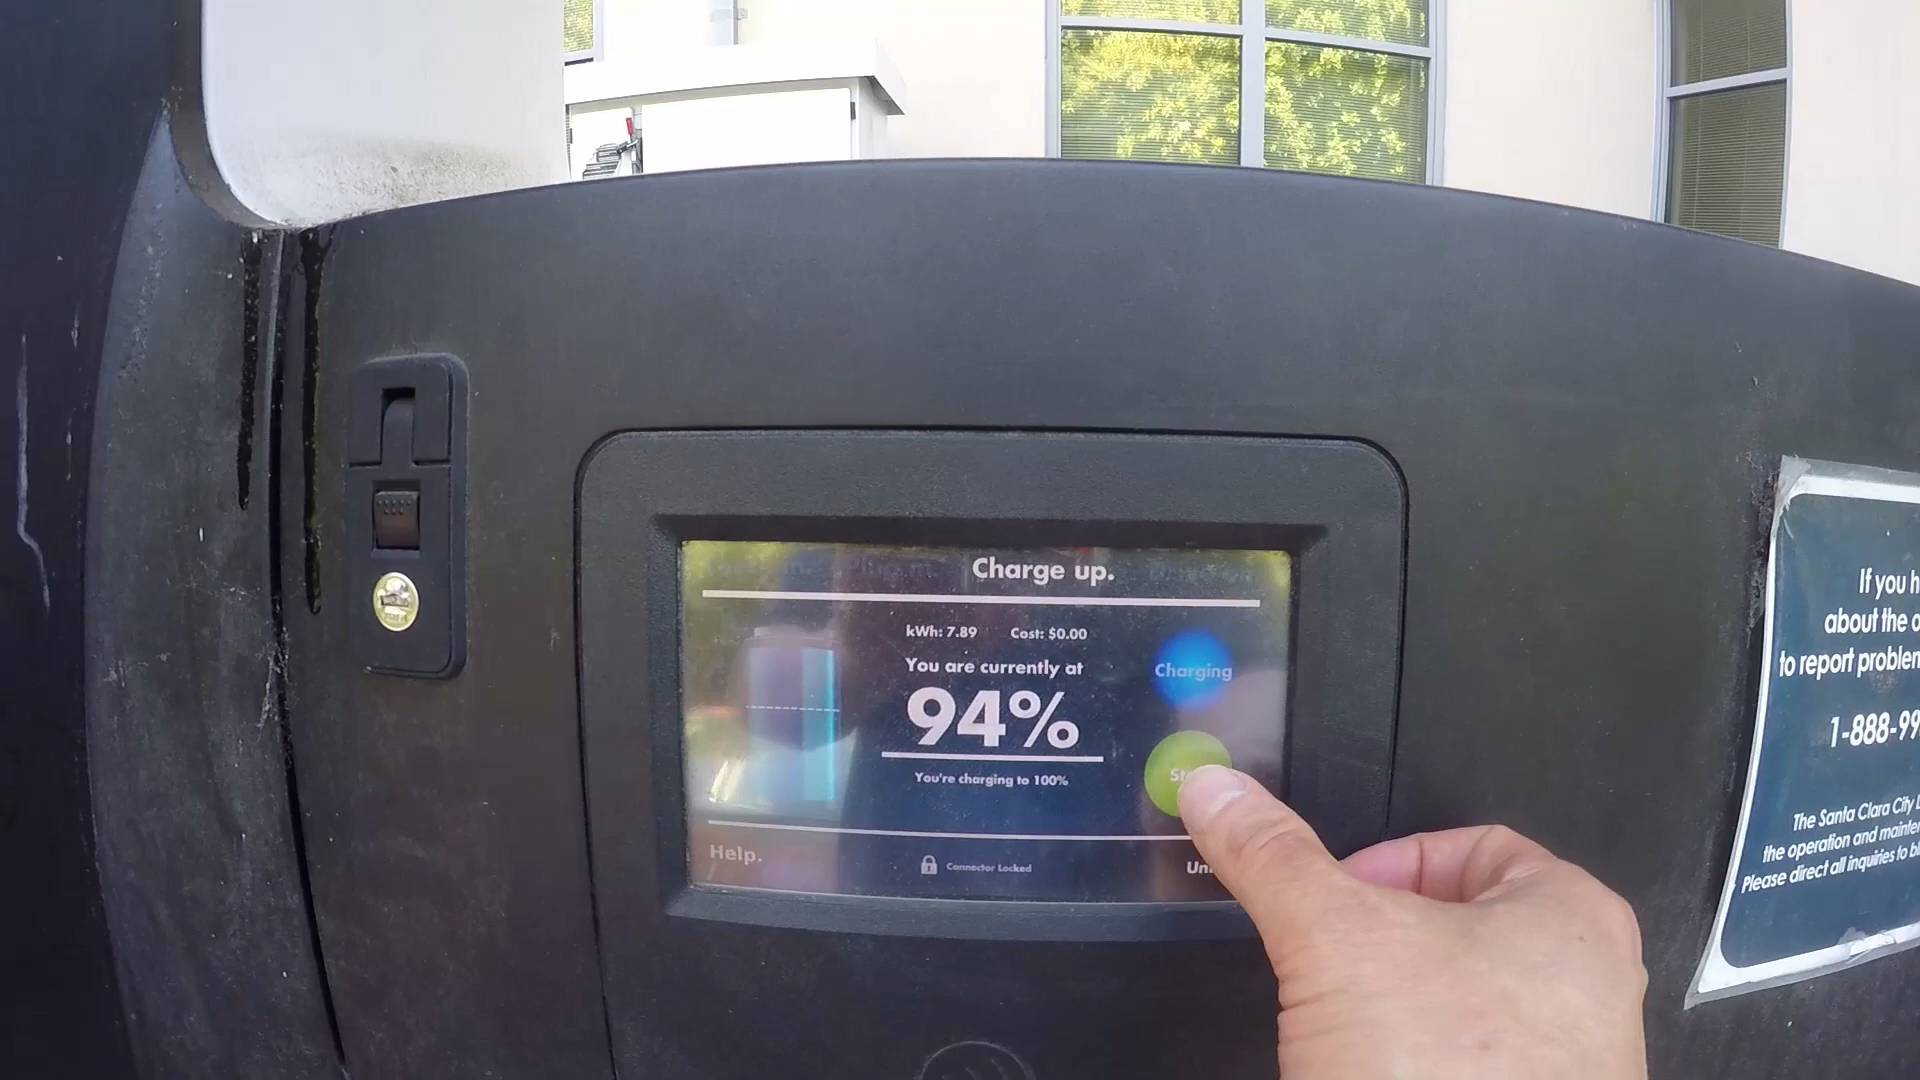 Charge up.
kWh: 7.89 Cost: $0.00
You are currently at
94%
You're charging to 100%
Charging
Help.
Connector Locked
If you h
about the o
to report problem
1-888-99
The Santa Clara City
the operation and mainten
Please direct all inquiries to bl